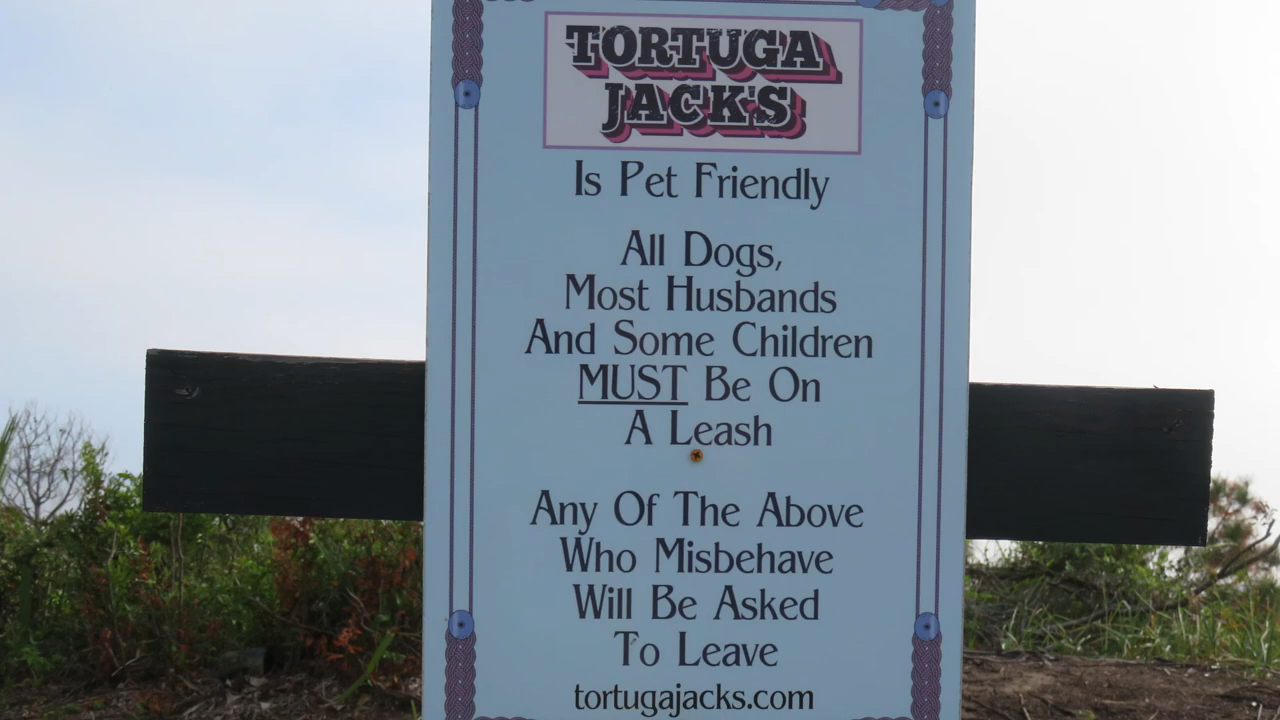 TORTUGA
JACK'S
Is Pet Friendly
All Dogs,
Most Husbands
And Some Children
MUST Be On
A Leash
Any Of The Above
Who Misbehave
Will Be Asked
To Leave
tortugajacks.com